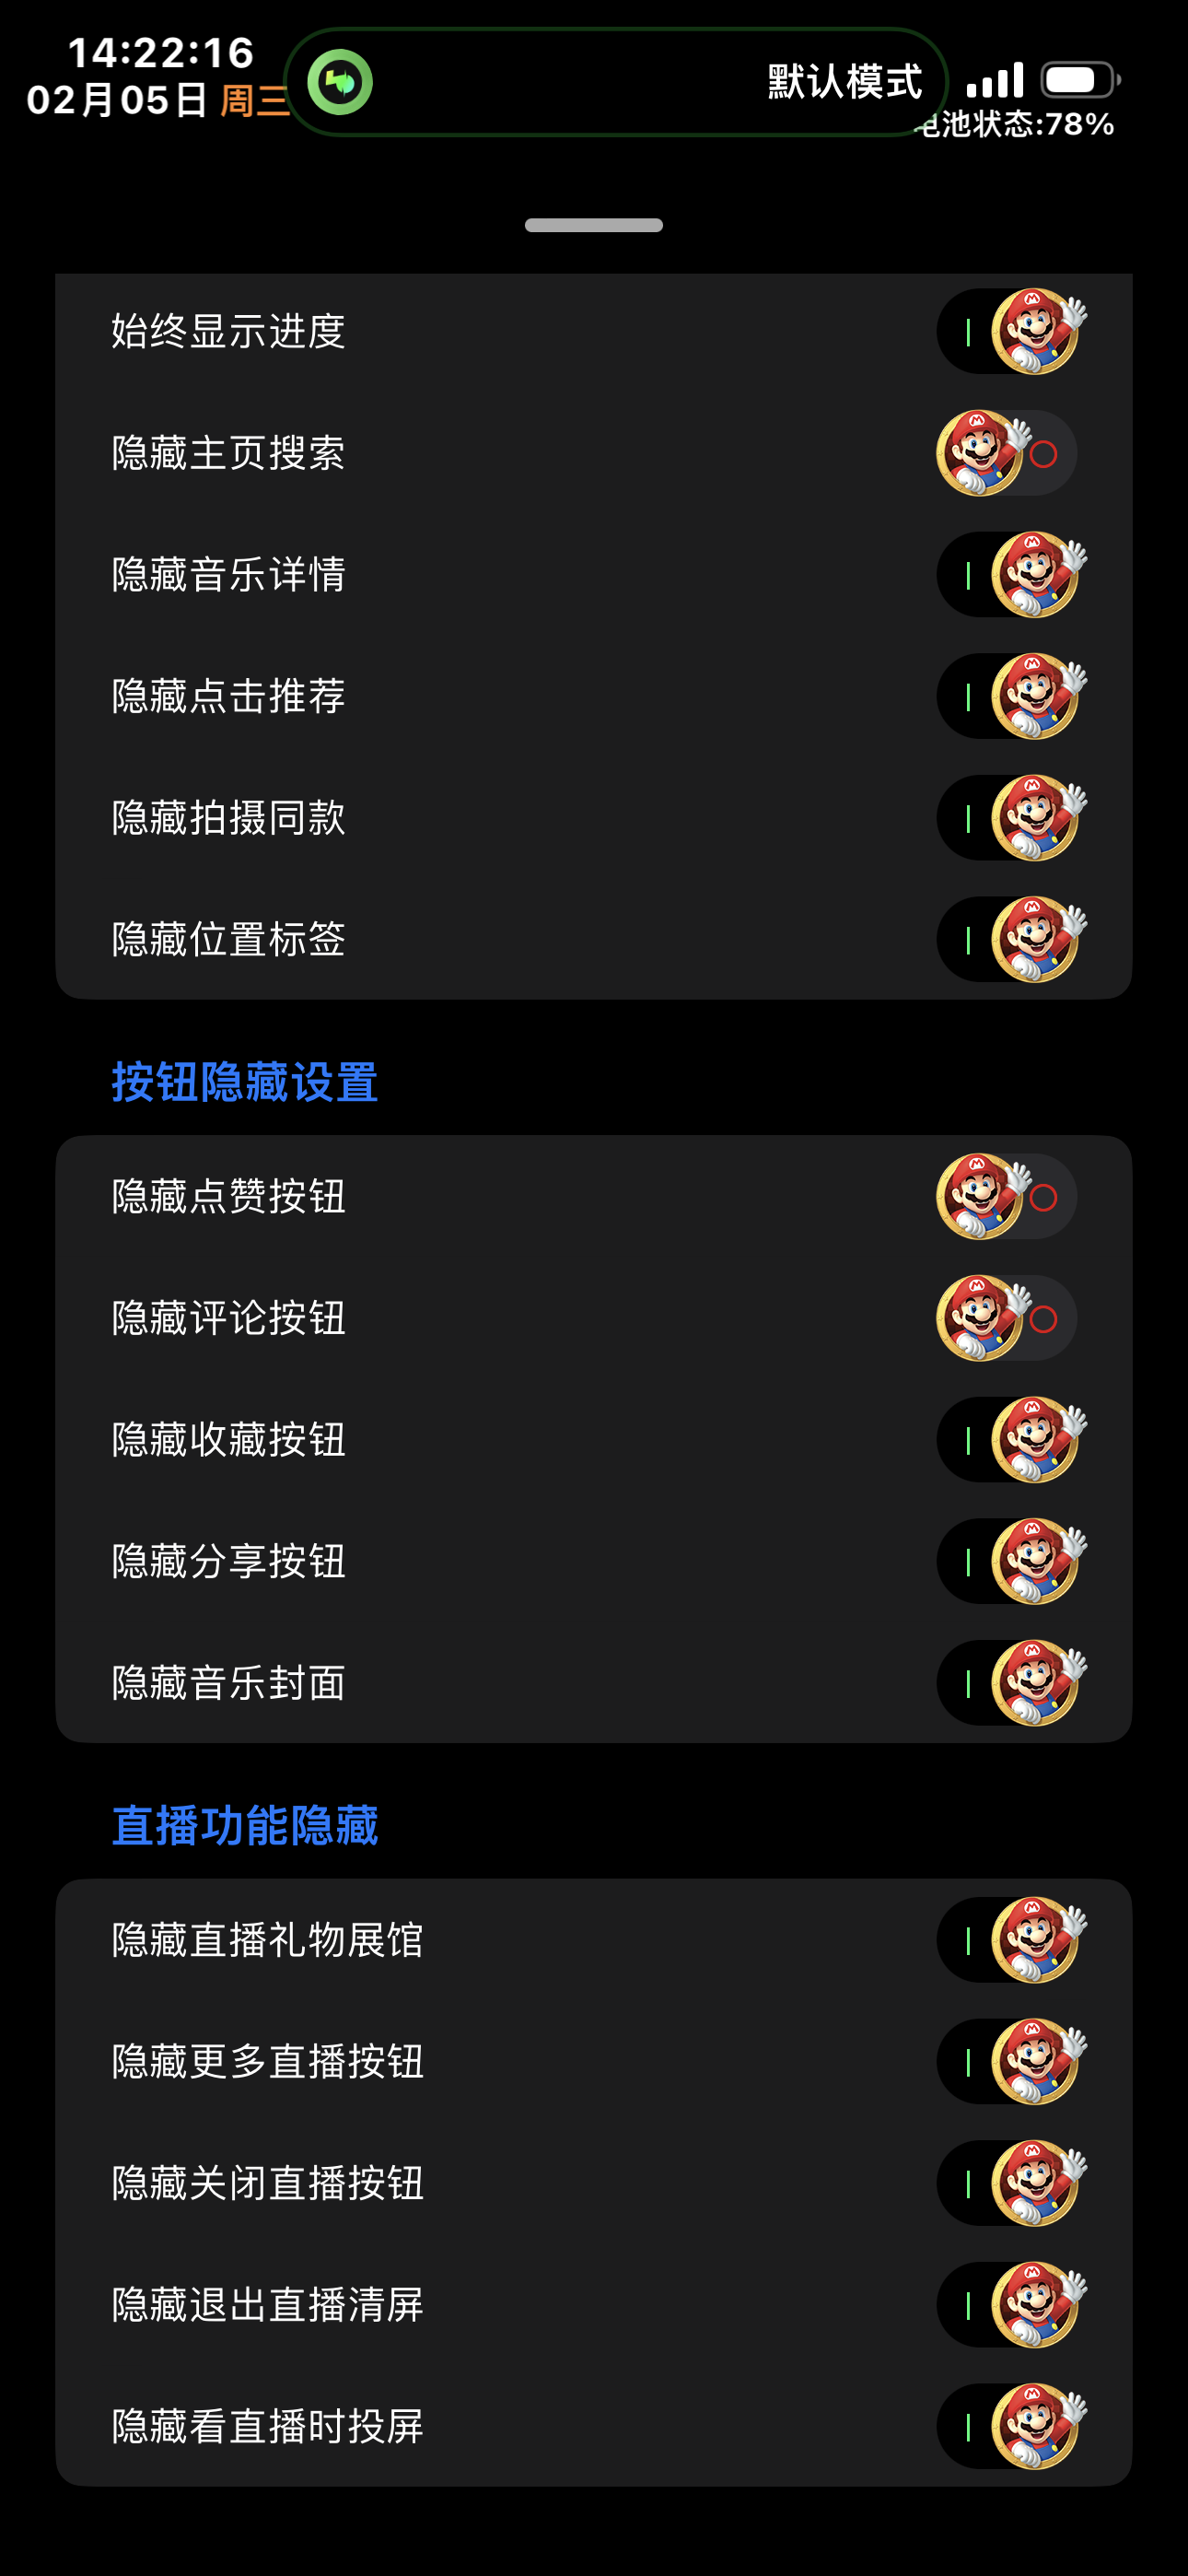 14:22:16
02月05日 周三
默认模式
电池状态:78%
始终显示进度
隐藏主页搜索
隐藏音乐详情
隐藏点击推荐
隐藏拍摄同款
隐藏位置标签
按钮隐藏设置
隐藏点赞按钮
隐藏评论按钮
隐藏收藏按钮
隐藏分享按钮
隐藏音乐封面
直播功能隐藏
隐藏直播礼物展馆
隐藏更多直播按钮
隐藏关闭直播按钮
隐藏退出直播清屏
隐藏看直播时投屏